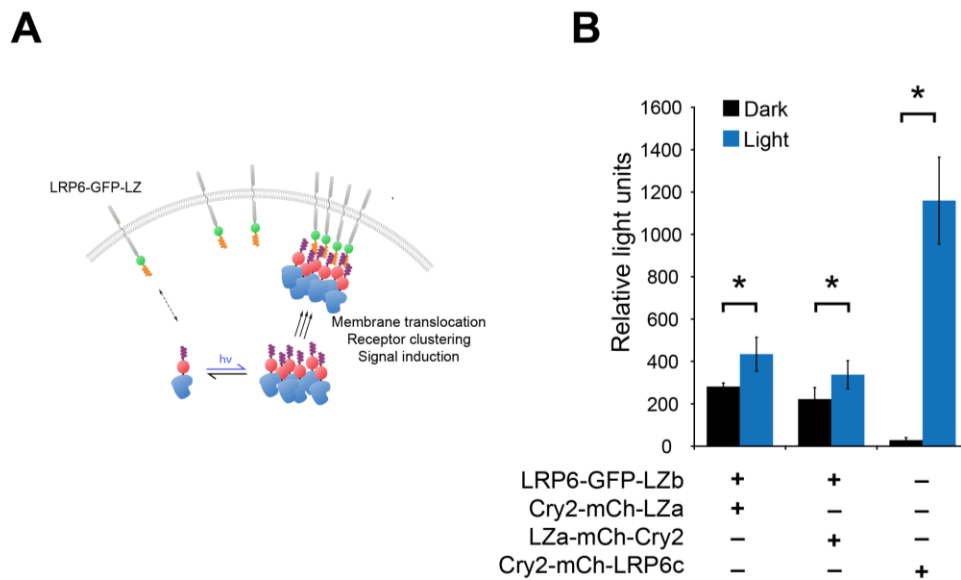 A
LRP6-GFP-LZ
hν
Membrane translocation
Receptor clustering
Signal induction
B
Relative light units
1600
1400
1200
1000
800
600
400
200
0
Dark
Light
*
*
*
LRP6-GFP-LZb + + –
Cry2-mCh-LZa + – –
LZa-mCh-Cry2 – + –
Cry2-mCh-LRP6c – – +